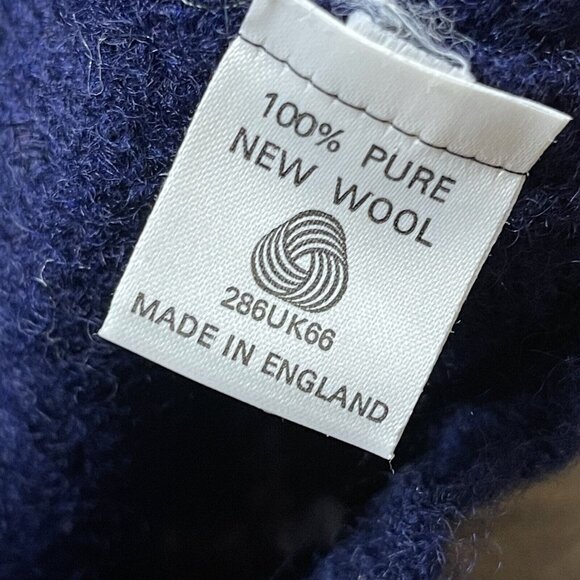 100% PURE
NEW WOOL
286UK66
MADE IN ENGLAND